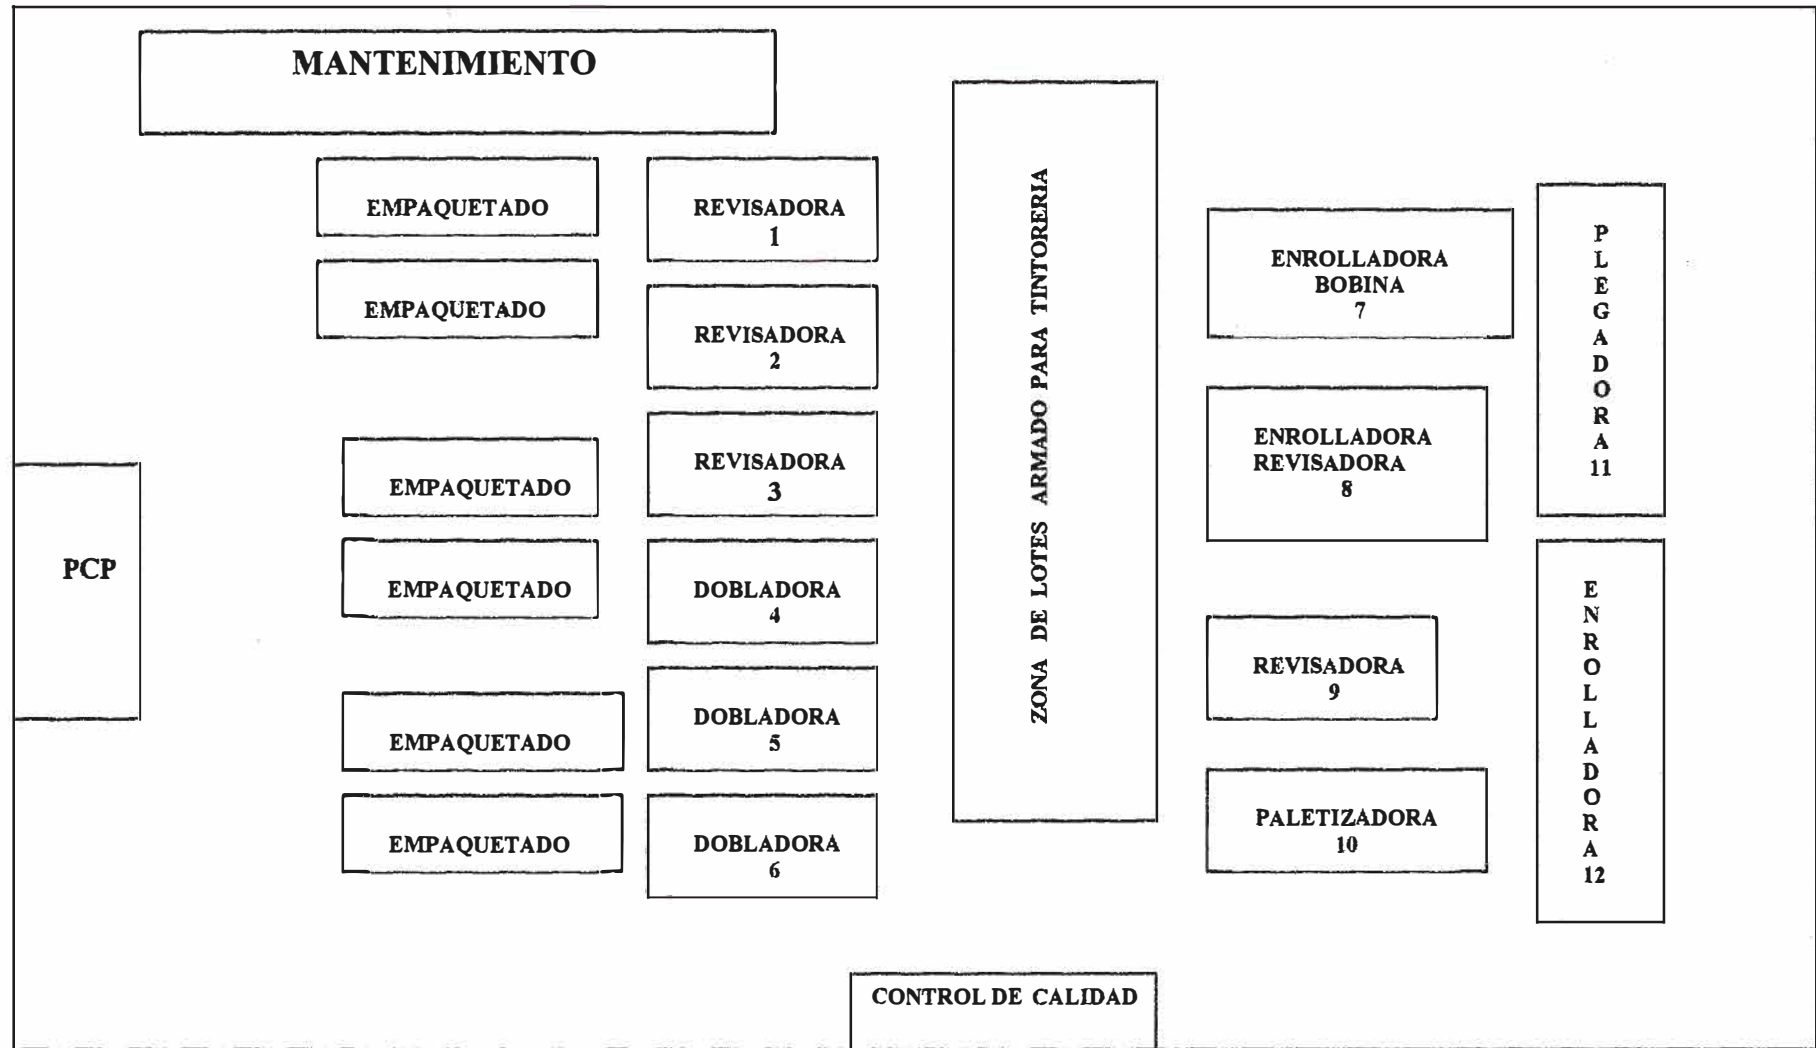 MANTENIMIENTO
EMPAQUETADO
EMPAQUETADO
EMPAQUETADO
EMPAQUETADO
EMPAQUETADO
EMPAQUETADO
PCP
REVISADORA
1
REVISADORA
2
REVISADORA
3
DOBLADORA
4
DOBLADORA
5
DOBLADORA
6
ZONA DE LOTES ARMADO PARA TINTORERIA
ENROLLADORA
BOBINA
7
ENROLLADORA
REVISADORA
8
REVISADORA
9
PALETIZADORA
10
P
L
E
G
A
D
O
R
A
11
E
N
R
O
L
L
A
D
O
R
A
12
CONTROL DE CALIDAD